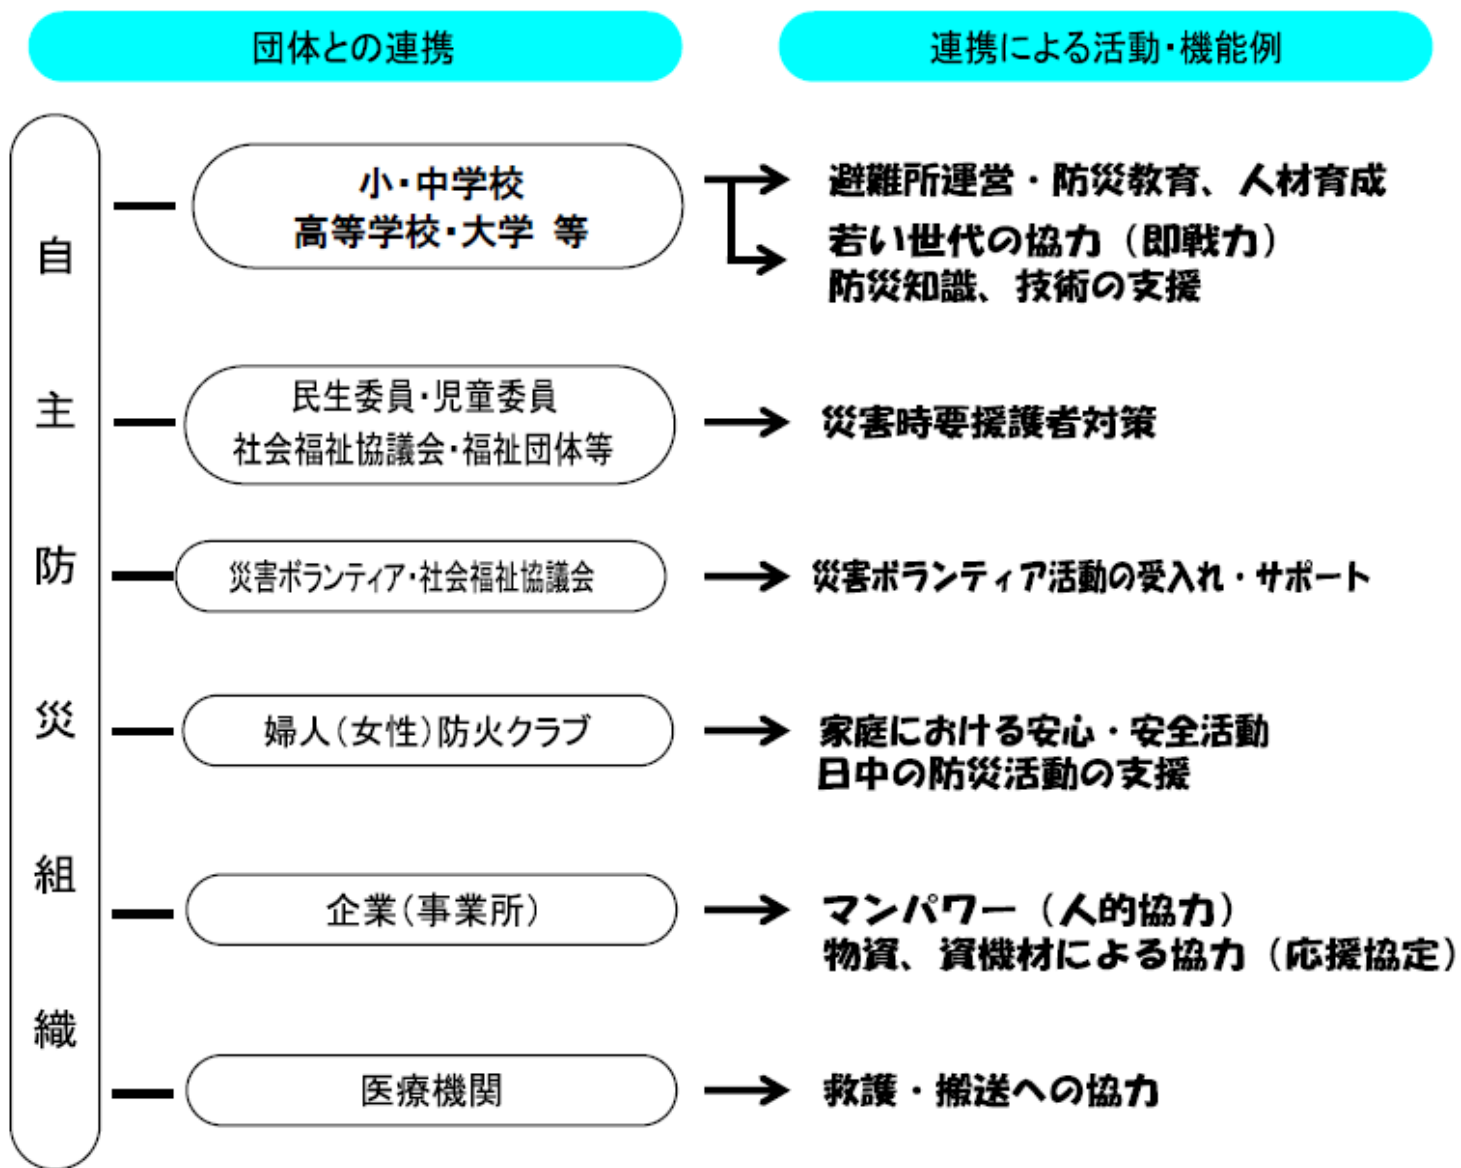 団体との連携
連携による活動・機能例
自主防災組織
小・中学校
高等学校・大学 等
避難所運営・防災教育、人材育成
若い世代の協力（即戦力）
防災知識、技術の支援
民生委員・児童委員
社会福祉協議会・福祉団体等
災害時要援護者対策
災害ボランティア・社会福祉協議会
災害ボランティア活動の受入れ・サポート
婦人（女性）防火クラブ
家庭における安心・安全活動
日中の防災活動の支援
企業（事業所）
マンパワー（人的協力）
物資、資機材による協力（応援協定）
医療機関
救護・搬送への協力